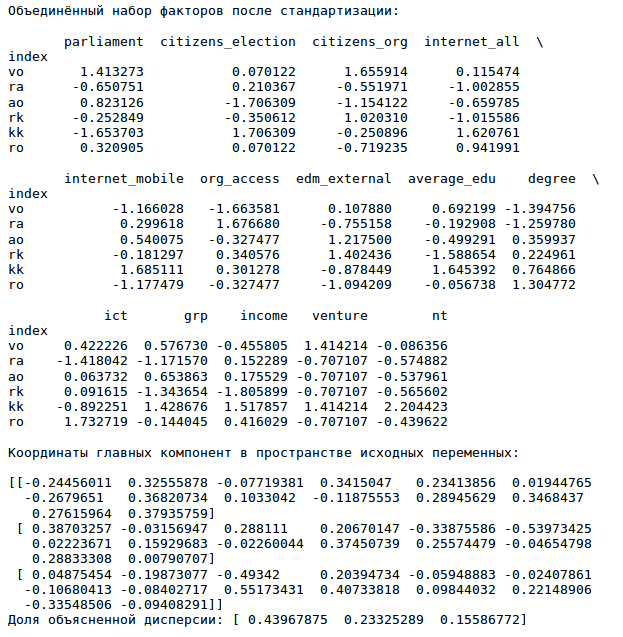 Объединённый набор факторов после стандартизации:
parliament citizens_election citizens_org internet_all \
index
vo 1.413273 0.070122 1.655914 0.115474
ra -0.650751 0.210367 -0.551971 -1.002855
ao 0.823126 -1.706309 -1.154122 -0.659785
rk -0.252849 -0.350612 1.020310 -1.015586
kk -1.653703 1.706309 -0.250896 1.620761
ro 0.320905 0.070122 -0.719235 0.941991
internet_mobile org_access edm_external average_edu degree \
index
vo -1.166028 -1.663581 0.107880 0.692199 -1.394756
ra 0.299618 1.676680 -0.755158 -0.192908 -1.259780
ao 0.540075 -0.327477 1.217500 -0.499291 0.359937
rk -0.181297 0.340576 1.402436 -1.588654 0.224961
kk 1.685111 0.301278 -0.878449 1.645392 0.764866
ro -1.177479 -0.327477 -1.094209 -0.056738 1.304772
ict grp income venture nt
index
vo 0.422226 0.576730 -0.455805 1.414214 -0.086356
ra -1.418042 -1.171570 0.152289 -0.707107 -0.574882
ao 0.063732 0.653863 0.175529 -0.707107 -0.537961
rk 0.091615 -1.343654 -1.805899 -0.707107 -0.565602
kk -0.892251 1.428676 1.517857 1.414214 2.204423
ro 1.732719 -0.144045 0.416029 -0.707107 -0.439622
Координаты главных компонент в пространстве исходных переменных:
[[-0.24456011 0.32555878 -0.07719381 0.3415047 0.23413856 0.01944765
-0.2679651 0.36820734 0.1033042 -0.11875553 0.28945629 0.3468437
0.27615964 0.37935759]
[ 0.38703257 -0.03156947 0.288111 0.20670147 -0.33875586 -0.53973425
0.02223671 0.15929683 -0.02260044 0.37450739 0.25574479 -0.04654798
0.28833308 0.00790707]
[ 0.04875454 -0.19873077 -0.49342 0.20394734 -0.05948883 -0.02407861
-0.10680413 -0.08402717 0.55173431 0.40733818 0.09844032 0.22148906
-0.33548506 -0.09408291]]
Доля объясненной дисперсии: [ 0.43967875 0.23325289 0.15586772]